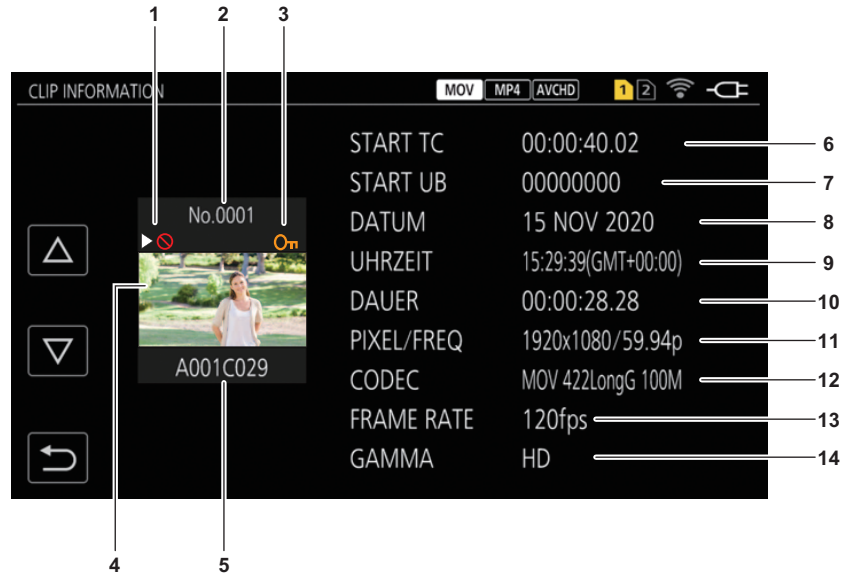 1 2 3
CLIP INFORMATION MOV MP4 AVCHD 1 2
START TC 00:00:40.02 6
START UB 00000000 7
No.0001
DATUM 15 NOV 2020 8
UHRZEIT 15:29:39(GMT+00:00) 9
4
DAUER 00:00:28.28 10
PIXEL/FREQ 1920x1080/59.94p 11
A001C029
CODEC MOV 422LongG 100M 12
FRAME RATE 120fps 13
GAMMA HD 14
4 5